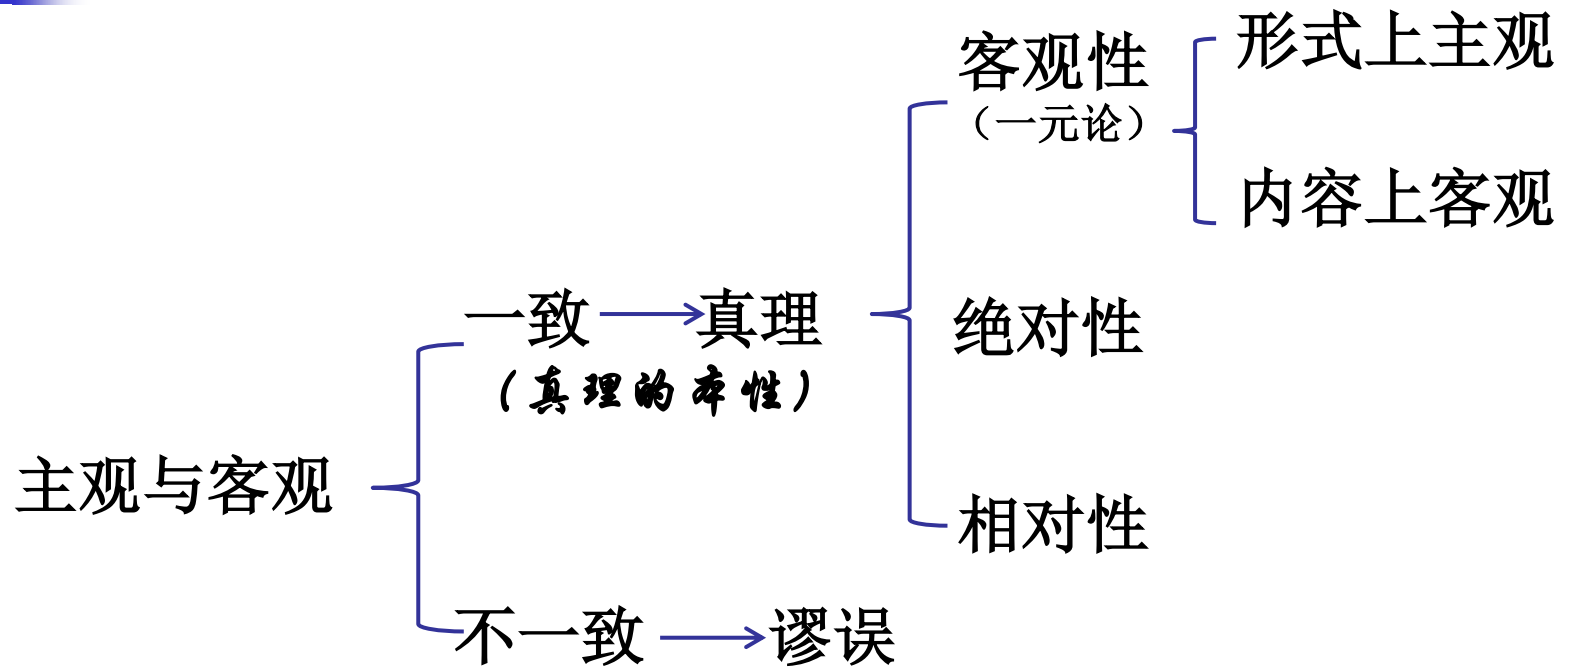 客观性
（一元论）
形式上主观
内容上客观
一致
真理
（真理的本性）
绝对性
主观与客观
相对性
不一致
谬误